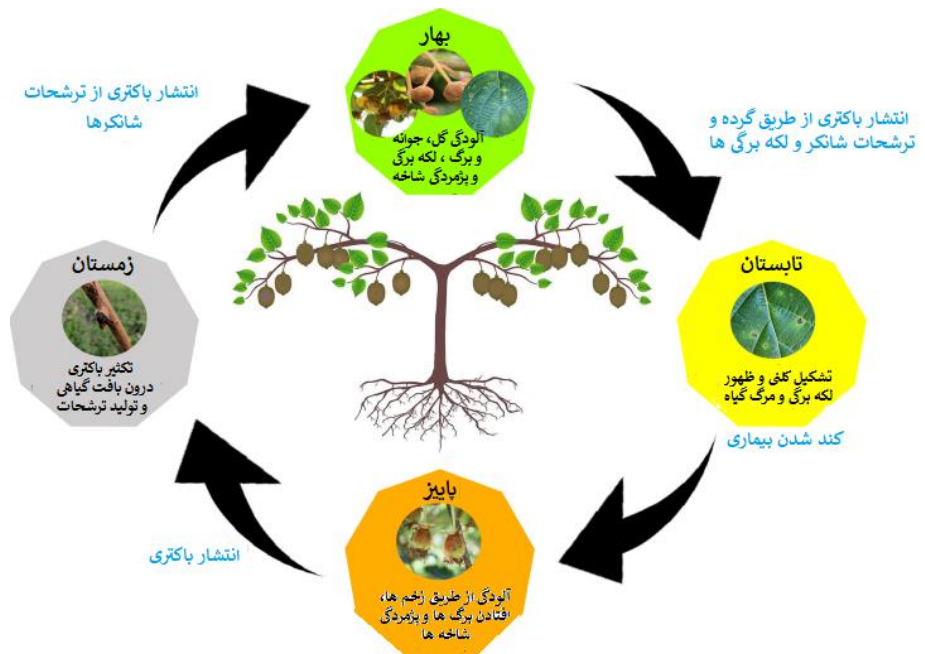 بهار
آلودگی گل، جوانه
و برگ ، لکه برگی
و پژمردگی شاخه
انتشار باکتری از طریق گرده و
ترشحات شانکر و لکه برگی ها
تابستان
تشکیل کلنی و ظهور
لکه برگی و مرگ گیاه
کند شدن بیماری
پاییز
آلودگی از طریق زخم ها،
افتادن برگ ها و پژمردگی
شاخه ها
انتشار باکتری
زمستان
تکثیر باکتری
درون بافت گیاهی
و تولید ترشحات
انتشار باکتری از ترشحات
شانکرها